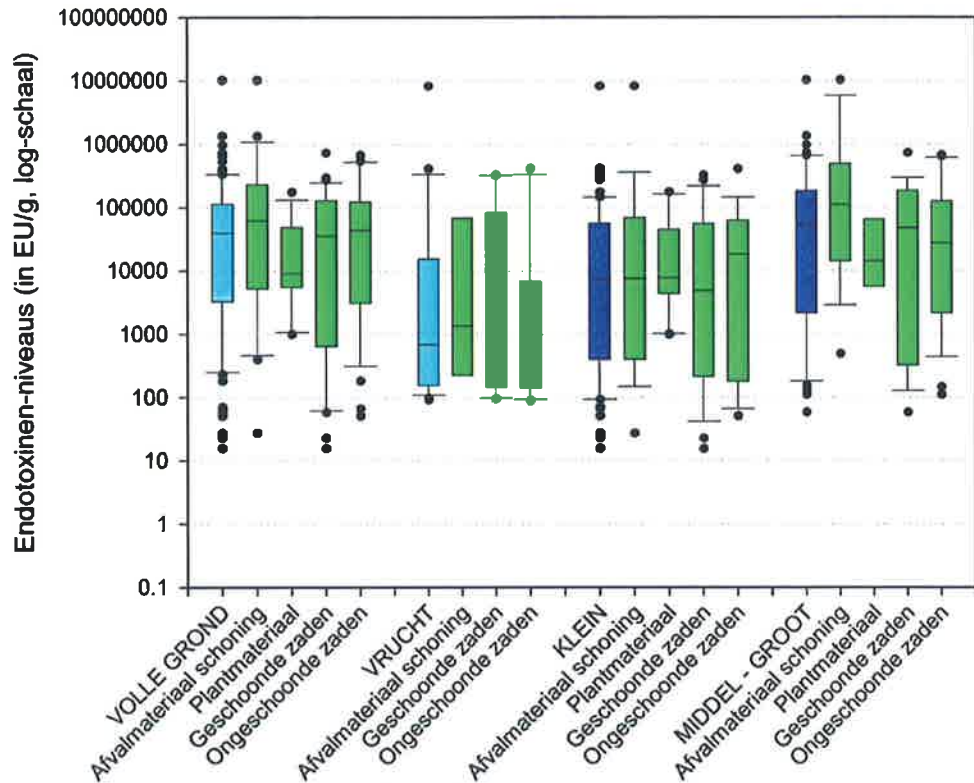 Endotoxinen-niveaus (in EU/g, log-schaal)
100000000
10000000
1000000
100000
10000
1000
100
10
1
0.1
VOLLE GROND
Afvalmateriaal schoning
Plantmateriaal
Geschoonde zaden
Ongeschoonde zaden
VRUCHT
Afvalmateriaal schoning
Geschoonde zaden
Ongeschoonde zaden
KLEIN
Afvalmateriaal schoning
Plantmateriaal
Geschoonde zaden
Ongeschoonde zaden
MIDDEL - GROOT
Afvalmateriaal schoning
Plantmateriaal
Geschoonde zaden
Ongeschoonde zaden